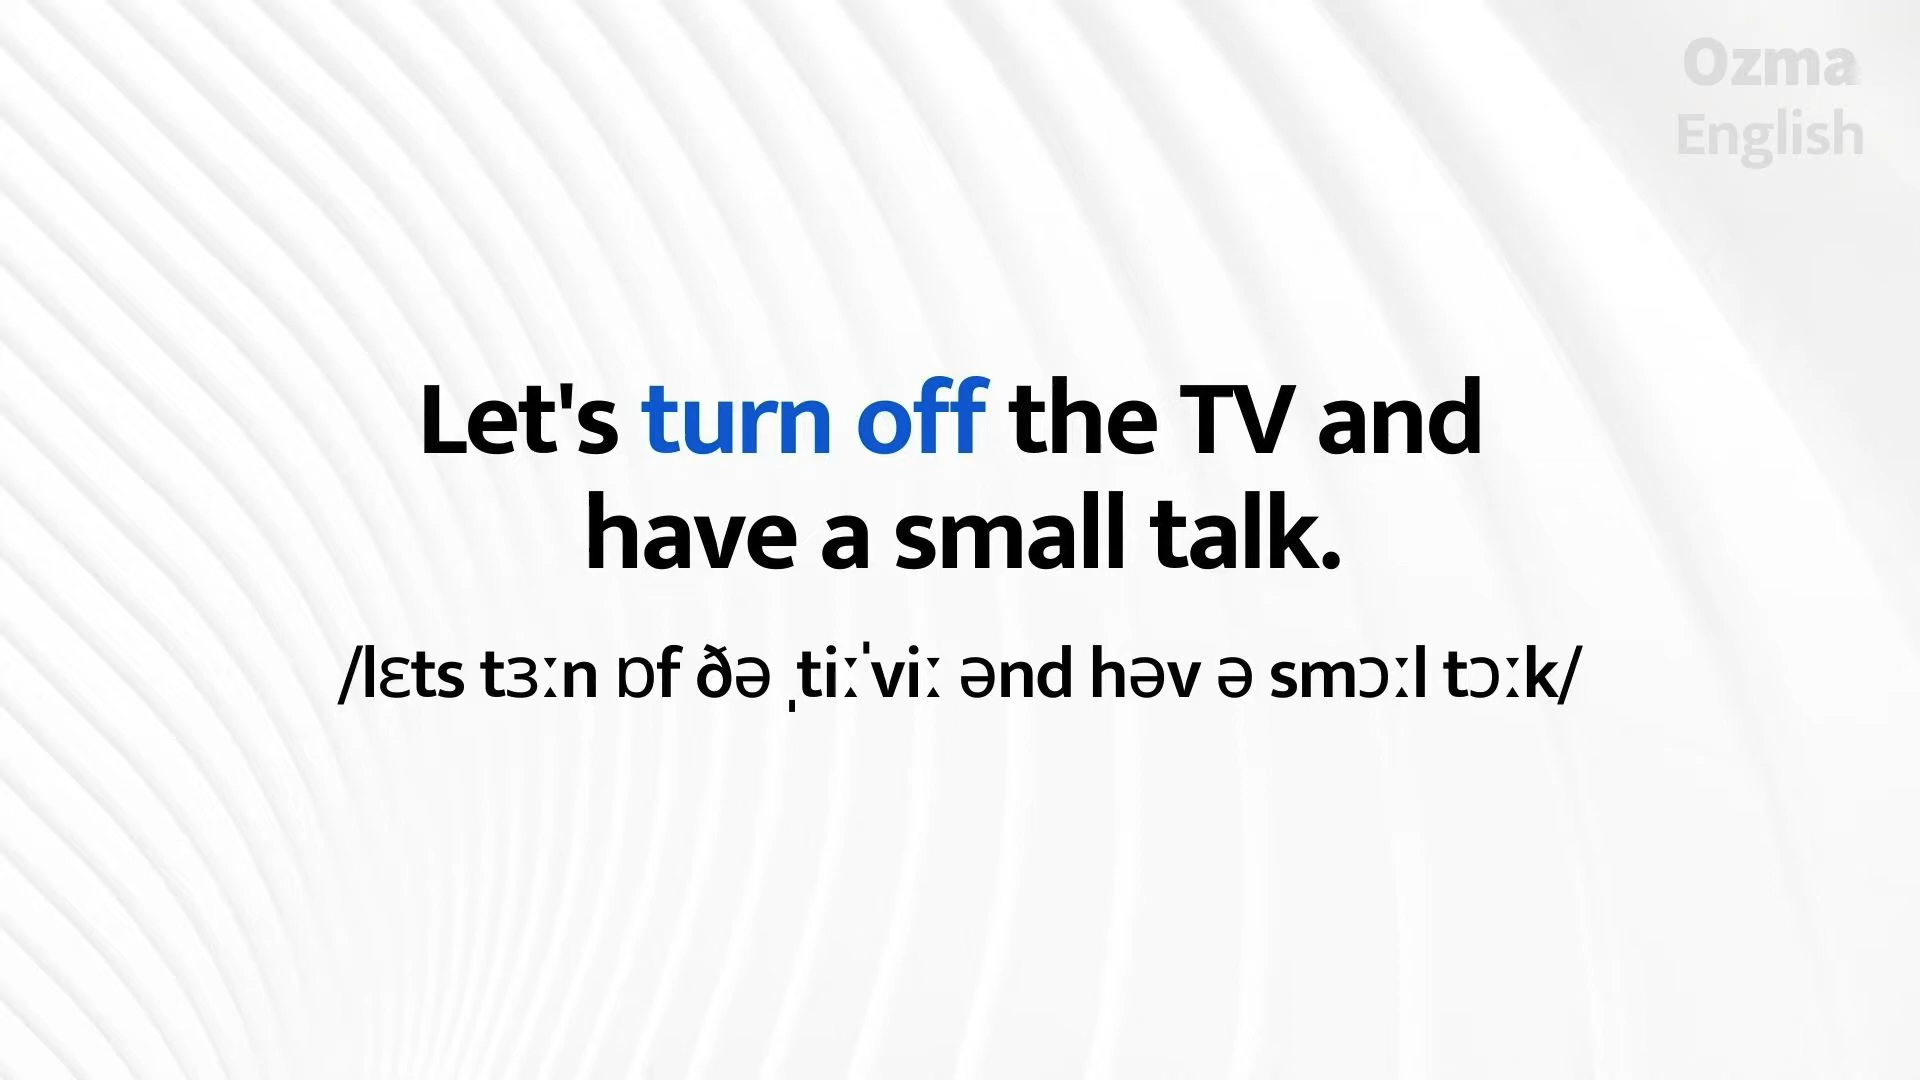 Ozma
English
Let's turn off the TV and
have a small talk.
/lɛts tɜːn ɒf ðə ˌtiːˈviː ənd həv ə smɔːl tɔːk/